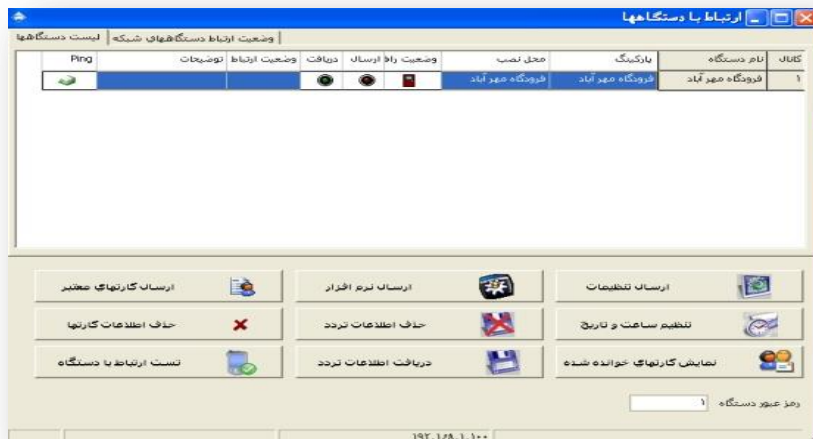 ارتباط با دستگاهها
وضعیت ارتباط دستگاههای شبکه لیست دستگاهها
کانال نام دستگاه پارکینگ محل نصب وضعیت راه ارسال دریافت وضعیت ارتباط توضیحات Ping
۱ فرودگاه مهر آباد فرودگاه مهر آباد فرودگاه مهر آباد
ارسال تنظیمات ارسال نرم افزار ارسال کارتهای معتبر
تنظیم ساعت و تاریخ حذف اطلاعات تردد حذف اطلاعات کارتها
نمایش کارتهای خوانده شده دریافت اطلاعات تردد تست ارتباط با دستگاه
رمز عبور دستگاه ۱
۱۹۲.۱۶۸.۱.۱۰۰